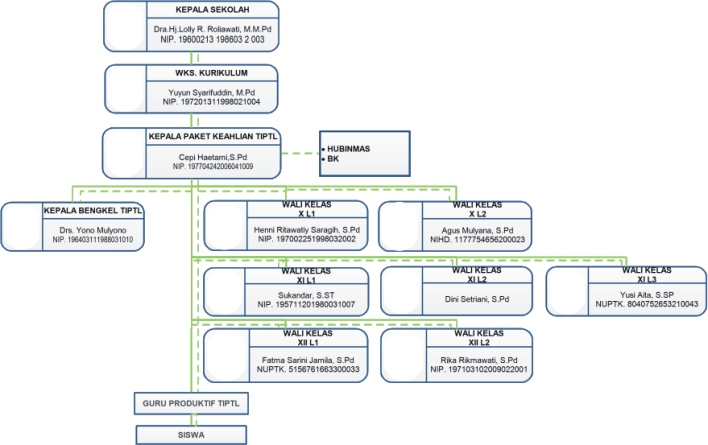 KEPALA SEKOLAH
Dra.Hj.Lolly R. Roliawati, M.M.Pd
NIP. 19600213 198603 2 003
WKS. KURIKULUM
Yuyun Syarifuddin, M.Pd
NIP. 197201311998021004
KEPALA PAKET KEAHLIAN TIPTL
Cepi Haetami,S.Pd
NIP. 197704242006041009
• HUBINMAS
• BK
KEPALA BENGKEL TIPTL
Drs. Yono Mulyono
NIP. 196403111988031010
WALI KELAS
X L1
Henni Ritawatiy Saragih, S.Pd
NIP. 197002251998032002
WALI KELAS
X L2
Agus Mulyana, S.Pd
NIHD. 1177754656200023
WALI KELAS
XI L1
Sukandar, S.ST
NIP. 195711201980031007
WALI KELAS
XI L2
Dini Setriani, S.Pd
WALI KELAS
XI L3
Yusi Aita, S.SP
NUPTK. 8040752653210043
WALI KELAS
XII L1
Fatma Sarini Jamila, S.Pd
NUPTK. 5156761663300033
WALI KELAS
XII L2
Rika Rikmawati, S.Pd
NIP. 197103102009022001
GURU PRODUKTIF TIPTL
SISWA